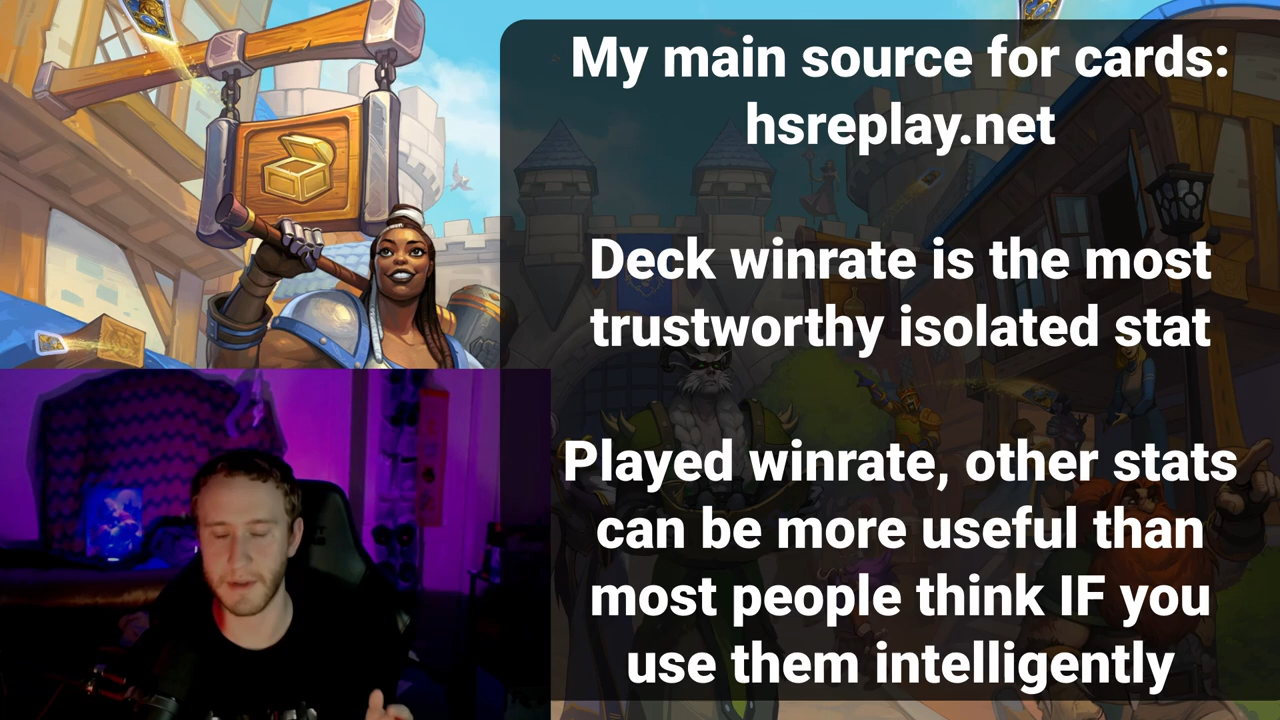 My main source for cards:
hsreplay.net
Deck winrate is the most
trustworthy isolated stat
Played winrate, other stats
can be more useful than
most people think IF you
use them intelligently